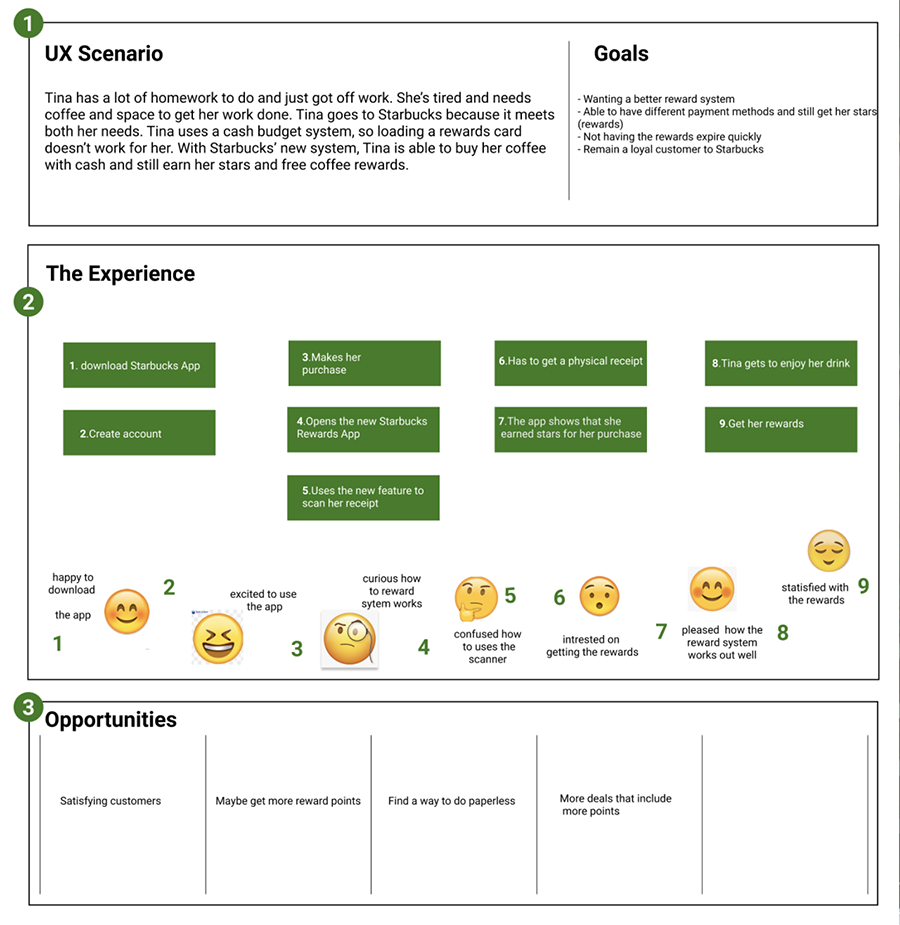 1
UX Scenario
Tina has a lot of homework to do and just got off work. She's tired and needs
coffee and space to get her work done. Tina goes to Starbucks because it meets
both her needs. Tina uses a cash budget system, so loading a rewards card
doesn't work for her. With Starbucks' new system, Tina is able to buy her coffee
with cash and still earn her stars and free coffee rewards.
Goals
- Wanting a better reward system
- Able to have different payment methods and still get her stars
(rewards)
- Not having the rewards expire quickly
- Remain a loyal customer to Starbucks
2
The Experience
1. download Starbucks App
2.Create account
3.Makes her
purchase
4.Opens the new Starbucks
Rewards App
5.Uses the new feature to
scan her receipt
6.Has to get a physical receipt
7.The app shows that she
earned stars for her purchase
8.Tina gets to enjoy her drink
9.Get her rewards
happy to
download
the app
1
2
excited to use
the app
3
curious how
to reward
sytem works
4
5
confused how
to uses the
scanner
6
intrested on
getting the rewards
7
pleased how the
reward system
works out well
8
statisfied with
the rewards
9
3
Opportunities
Satisfying customers
Maybe get more reward points
Find a way to do paperless
More deals that include
more points